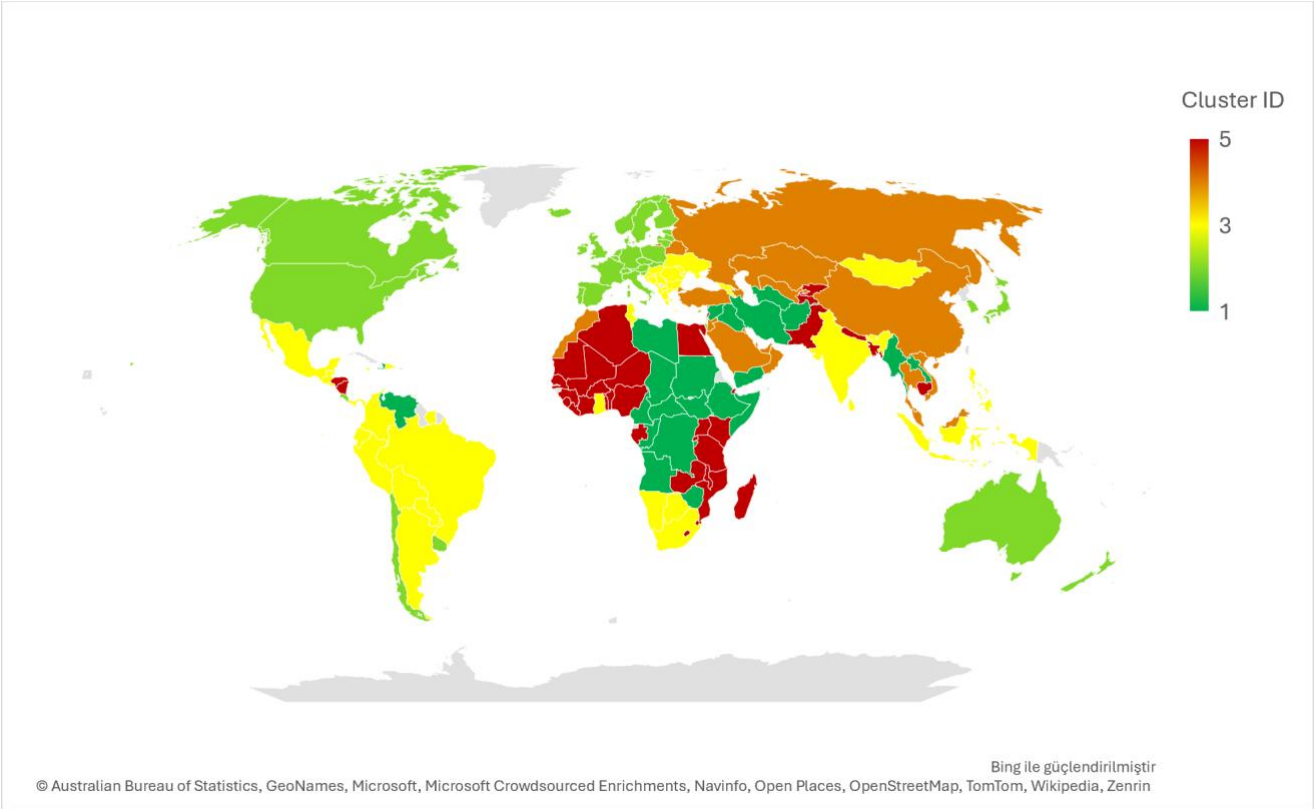 Cluster ID
5
3
1
Bing ile güçlendirilmiştir
© Australian Bureau of Statistics, GeoNames, Microsoft, Microsoft Crowdsourced Enrichments, Navinfo, Open Places, OpenStreetMap, TomTom, Wikipedia, Zenrin